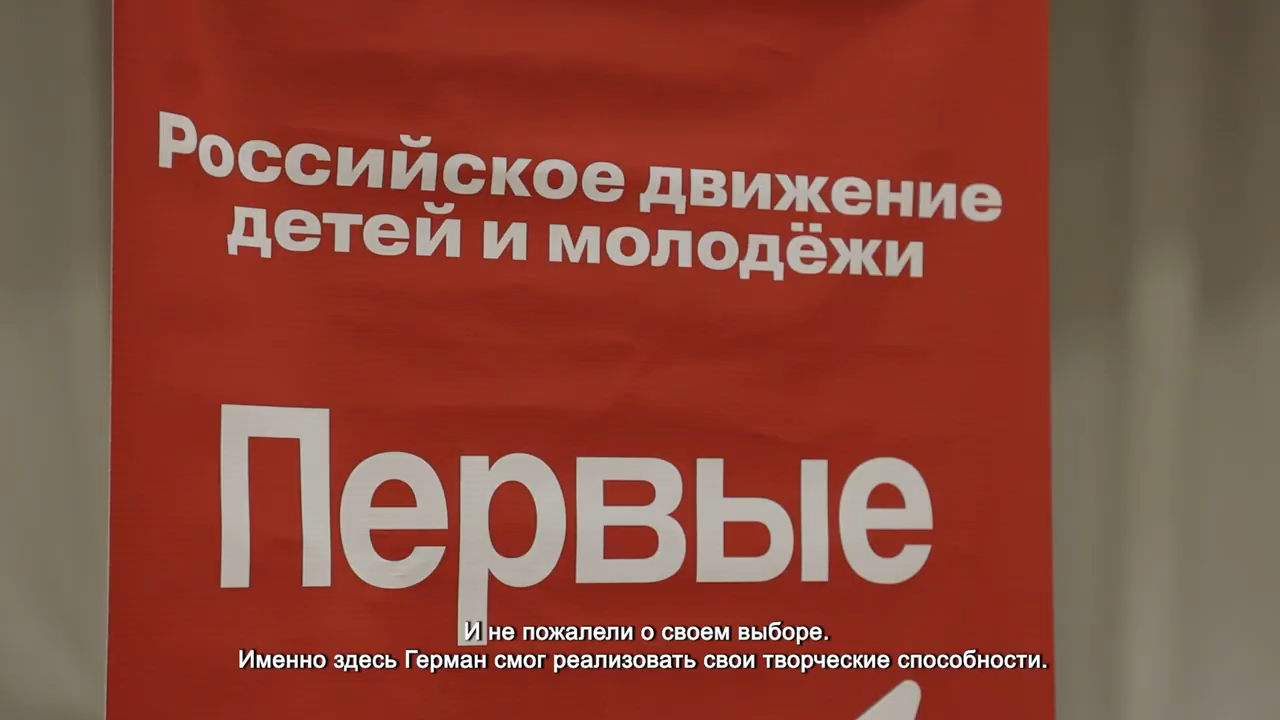 Российское движение
детей и молодёжи
Первые
И не пожалели о своем выборе.
Именно здесь Герман смог реализовать свои творческие способности.